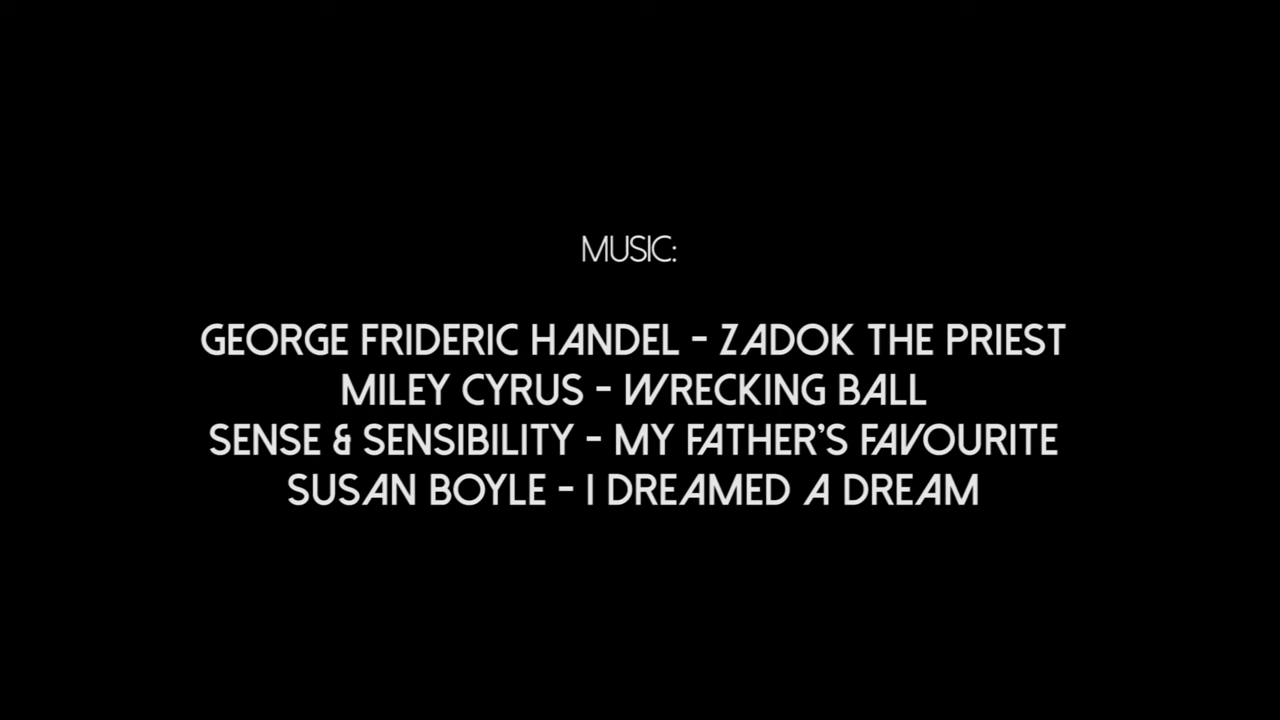 MUSIC:
GEORGE FRIDERIC HANDEL - ZADOK THE PRIEST
MILEY CYRUS - WRECKING BALL
SENSE & SENSIBILITY - MY FATHER'S FAVOURITE
SUSAN BOYLE - I DREAMED A DREAM